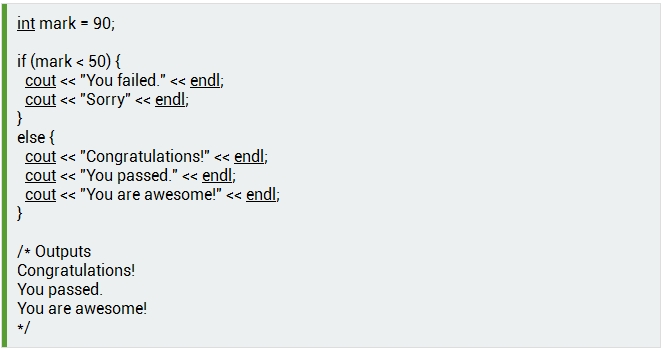 int mark = 90;
if (mark < 50) {
cout << "You failed." << endl;
cout << "Sorry" << endl;
}
else {
cout << "Congratulations!" << endl;
cout << "You passed." << endl;
cout << "You are awesome!" << endl;
}
/* Outputs
Congratulations!
You passed.
You are awesome!
*/